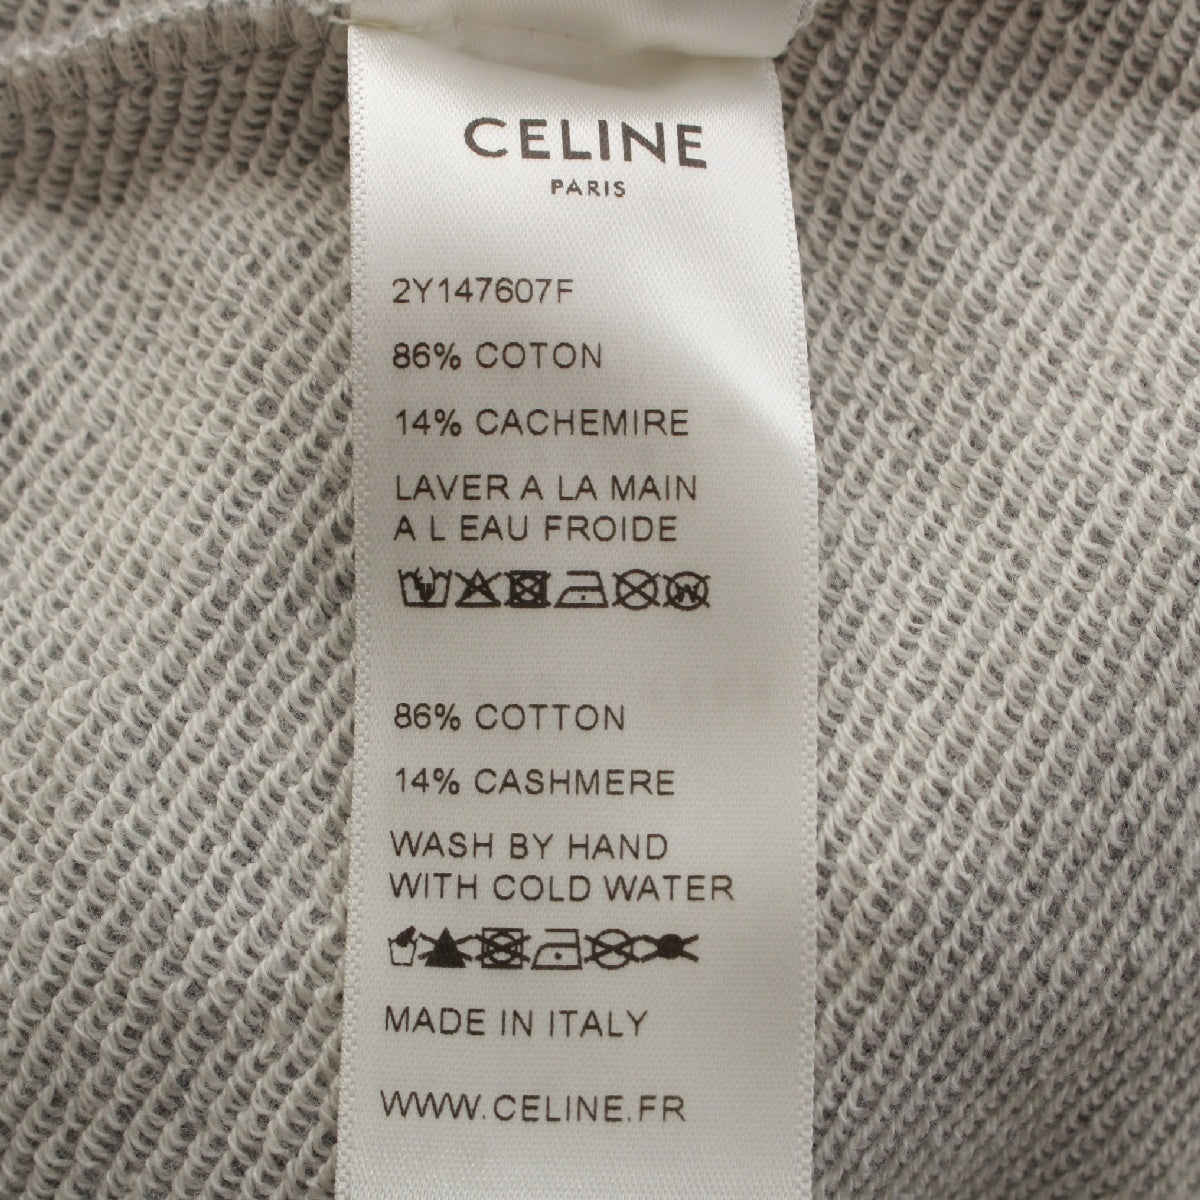 CELINE
PARIS
2Y147607F
86% COTON
14% CACHEMIRE
LAVER A LA MAIN
A L EAU FROIDE
86% COTTON
14% CASHMERE
WASH BY HAND
WITH COLD WATER
MADE IN ITALY
WWW.CELINE.FR